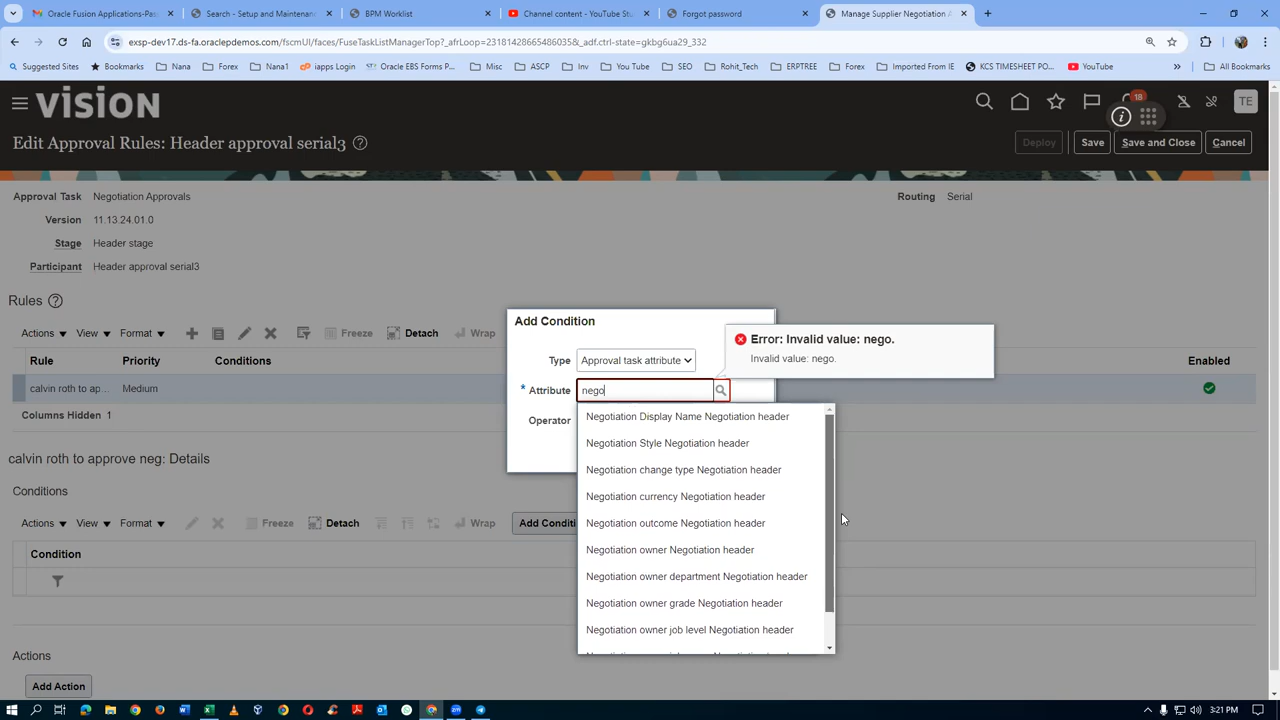 Oracle Fusion Applications-Pas
Search - Setup and Maintenanc
BPM Worklist
Channel content - YouTube Stu
Forgot password
Manage Supplier Negotiation A
exsp-dev17.ds-fa.oraclepdemos.com/fscmUI/faces/FuseTaskListManagerTop?_afrLoop=23181428665486035&_adf.ctrl-state=gkbg6ua29_332
Suggested Sites
Bookmarks
Nana
Forex
Nana1
iapps Login
Oracle EBS Forms P...
Misc
ASCP
Inv
You Tube
SEO
Rohit_Tech
ERPTREE
Forex
Imported From IE
KCS TIMESHEET PO...
YouTube
All Bookmarks
VISION
18
TE
Edit Approval Rules: Header approval serial3
Deploy
Save
Save and Close
Cancel
Approval Task Negotiation Approvals
Routing Serial
Version 11.13.24.01.0
Stage Header stage
Participant Header approval serial3
Rules
Actions View Format Freeze Detach Wrap
Rule Priority Conditions Enabled
calvin roth to ap... Medium
Columns Hidden 1
Add Condition
Type Approval task attribute
* Attribute nego
Operator
Error: Invalid value: nego.
Invalid value: nego.
Negotiation Display Name Negotiation header
Negotiation Style Negotiation header
Negotiation change type Negotiation header
Negotiation currency Negotiation header
Negotiation outcome Negotiation header
Negotiation owner Negotiation header
Negotiation owner department Negotiation header
Negotiation owner grade Negotiation header
Negotiation owner job level Negotiation header
calvin roth to approve neg: Details
Conditions
Actions View Format Freeze Detach Wrap Add Conditi
Condition
Actions
Add Action
3:21 PM